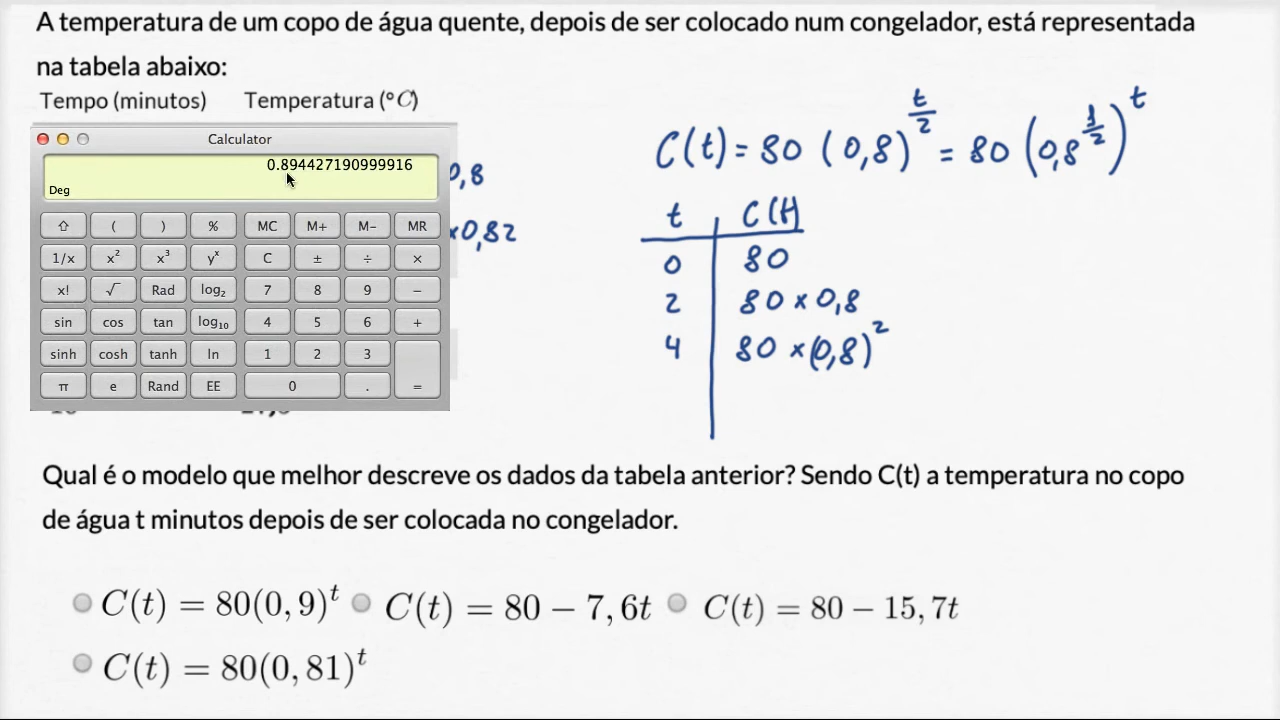 A temperatura de um copo de água quente, depois de ser colocado num congelador, está representada
na tabela abaixo:
Tempo (minutos) Temperatura (°C)
Calculator
0.894427190999916
Deg
⇧ ( ) % MC M+ M− MR
1/x x² x³ yˣ C ± ÷ ×
x! √ Rad log₂ 7 8 9 −
sin cos tan log₁₀ 4 5 6 +
sinh cosh tanh ln 1 2 3
π e Rand EE 0 . =
0,8
×0,82
C(t) = 80 (0,8)^(t/2) = 80 (0,8^(1/2))^t
t C(t)
0 80
2 80 × 0,8
4 80 × (0,8)²
Qual é o modelo que melhor descreve os dados da tabela anterior? Sendo C(t) a temperatura no copo
de água t minutos depois de ser colocada no congelador.
C(t) = 80(0,9)^t C(t) = 80 − 7,6t C(t) = 80 − 15,7t
C(t) = 80(0,81)^t